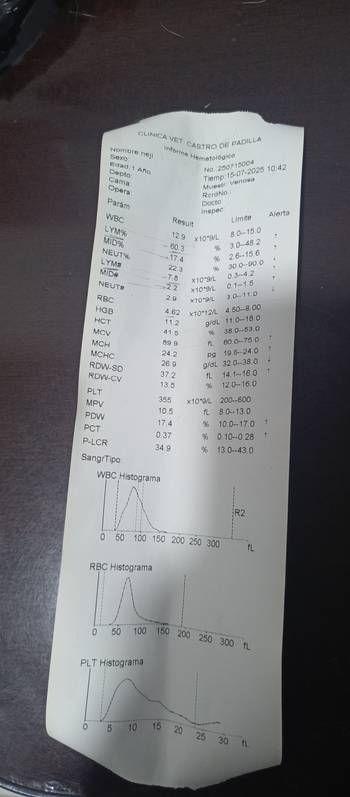 CLINICA VET. CASTRO DE PADILLA
Informe Hematológico
Nombre:neji No.:250715004
Sexo: Tiemp:15-07-2025 10:42
Edad:1 Año Muestr: Venosa
Depto
Cama: Docto
Opera Inspec
Parám Result Límite Alerta
WBC 12.9 x10^9/L 8.0--15.0
LYM% 60.3 % 3.0--48.2 ↑
MID% 17.4 % 2.6--15.6 ↑
NEUT% 22.3 % 30.0--90.0 ↓
LYM# 7.8 x10^9/L 0.3--4.2 ↑
MID# 2.2 x10^9/L 0.1--1.5 ↑
NEUT# 2.9 x10^9/L 3.0--11.0 ↓
RBC 4.62 x10^12/L 4.50--8.00
HGB 11.2 g/dL 11.0--18.0
HCT 41.5 % 38.0--53.0
MCV 89.9 fL 60.0--75.0 ↑
MCH 24.2 pg 19.5--24.0 ↑
MCHC 26.9 g/dL 32.0--38.0 ↓
RDW-SD 37.2 fL 14.1--16.0 ↑
RDW-CV 13.5 % 12.0--16.0
PLT 355 x10^9/L 200--600
MPV 10.5 fL 8.0--13.0
PDW 17.4 % 10.0--17.0 ↑
PCT 0.37 % 0.10--0.28 ↑
P-LCR 34.9 % 13.0--43.0
SangrTipo:
WBC Histograma
R2
0 50 100 150 200 250 300 fL
RBC Histograma
0 50 100 150 200 250 300 fL
PLT Histograma
0 5 10 15 20 25 30 fL